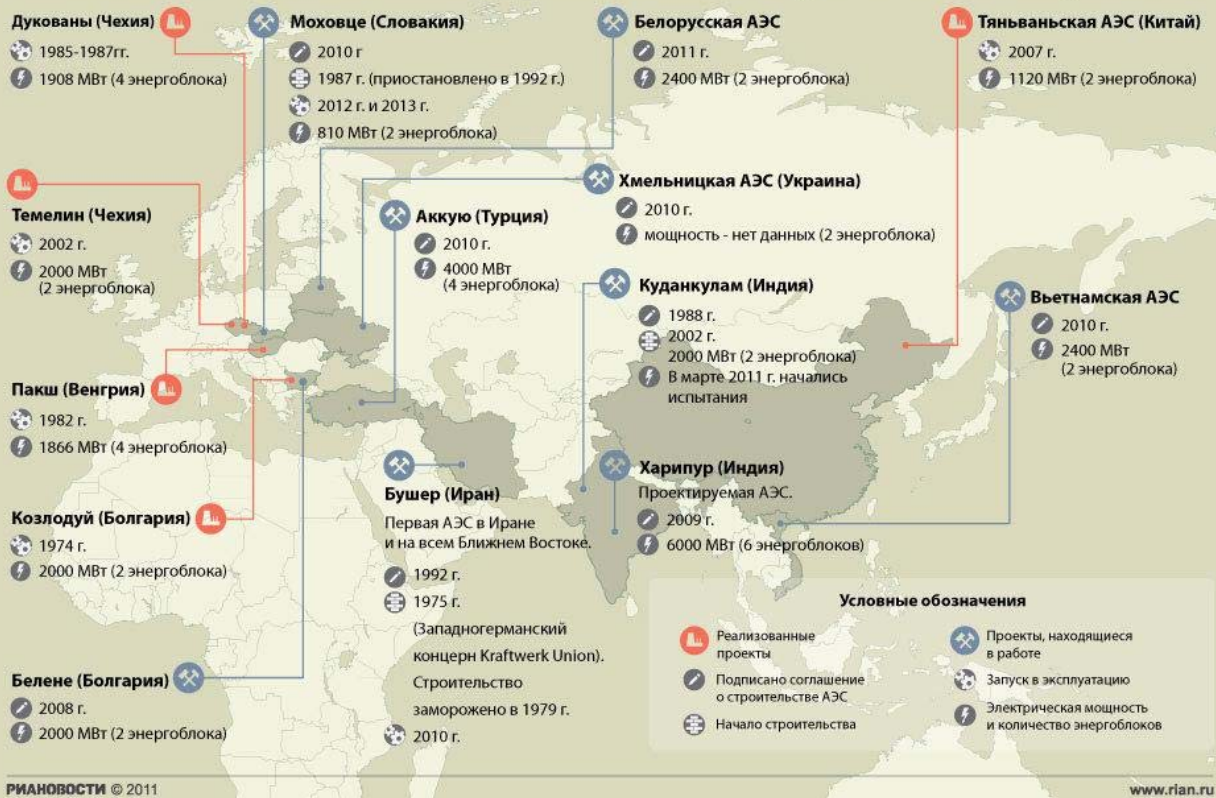 Дукованы (Чехия)
1985-1987гг.
1908 МВт (4 энергоблока)
Моховце (Словакия)
2010 г
1987 г. (приостановлено в 1992 г.)
2012 г. и 2013 г.
810 МВт (2 энергоблока)
Белорусская АЭС
2011 г.
2400 МВт (2 энергоблока)
Тяньваньская АЭС (Китай)
2007 г.
1120 МВт (2 энергоблока)
Темелин (Чехия)
2002 г.
2000 МВт
(2 энергоблока)
Аккую (Турция)
2010 г.
4000 МВт
(4 энергоблока)
Хмельницкая АЭС (Украина)
2010 г.
мощность - нет данных (2 энергоблока)
Куданкулам (Индия)
1988 г.
2002 г.
2000 МВт (2 энергоблока)
В марте 2011 г. начались
испытания
Вьетнамская АЭС
2010 г.
2400 МВт
(2 энергоблока)
Пакш (Венгрия)
1982 г.
1866 МВт (4 энергоблока)
Козлодуй (Болгария)
1974 г.
2000 МВт (2 энергоблока)
Бушер (Иран)
Первая АЭС в Иране
и на всем Ближнем Востоке.
1992 г.
1975 г.
(Западногерманский
концерн Kraftwerk Union).
Строительство
заморожено в 1979 г.
2010 г.
Харипур (Индия)
Проектируемая АЭС.
2009 г.
6000 МВт (6 энергоблоков)
Белене (Болгария)
2008 г.
2000 МВт (2 энергоблока)
Условные обозначения
Реализованные
проекты
Подписано соглашение
о строительстве АЭС
Начало строительства
Проекты, находящиеся
в работе
Запуск в эксплуатацию
Электрическая мощность
и количество энергоблоков
РИАНОВОСТИ © 2011
www.rian.ru